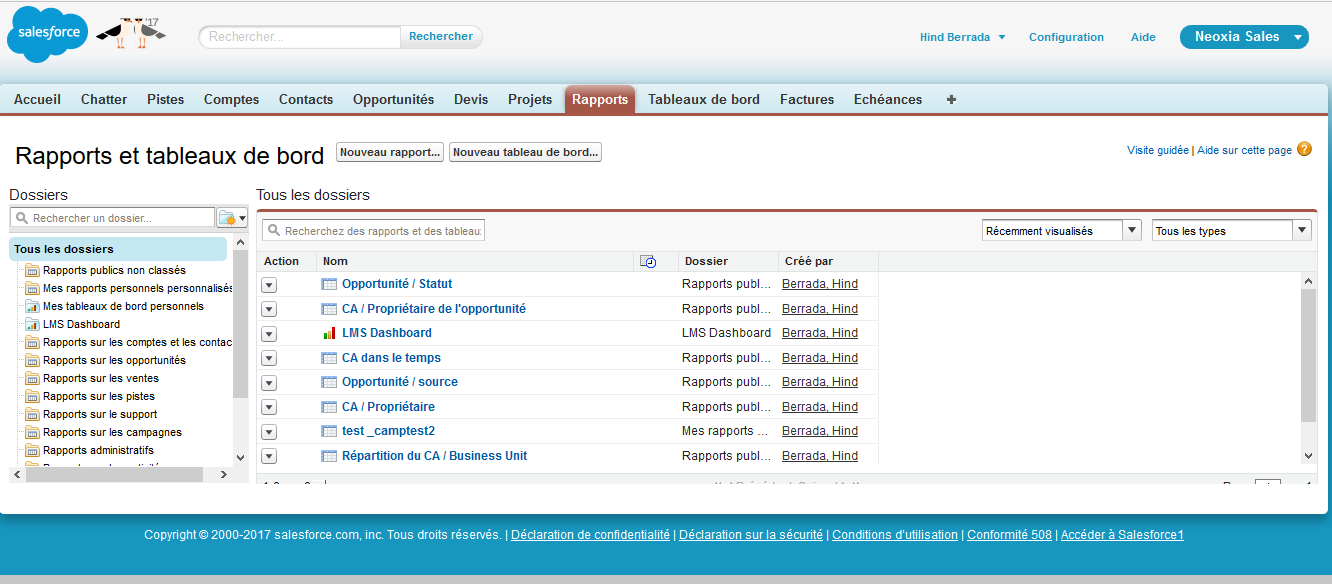 salesforce
'17
Rechercher...
Rechercher
Hind Berrada
Configuration
Aide
Neoxia Sales
Accueil Chatter Pistes Comptes Contacts Opportunités Devis Projets Rapports Tableaux de bord Factures Echéances +
Rapports et tableaux de bord
Nouveau rapport...
Nouveau tableau de bord...
Visite guidée | Aide sur cette page ?
Dossiers
Rechercher un dossier...
Tous les dossiers
Rapports publics non classés
Mes rapports personnels personnalisés
Mes tableaux de bord personnels
LMS Dashboard
Rapports sur les comptes et les contac
Rapports sur les opportunités
Rapports sur les ventes
Rapports sur les pistes
Rapports sur le support
Rapports sur les campagnes
Rapports administratifs
Tous les dossiers
Recherchez des rapports et des tableau
Récemment visualisés
Tous les types
Action Nom Dossier Créé par
Opportunité / Statut Rapports publ... Berrada, Hind
CA / Propriétaire de l'opportunité Rapports publ... Berrada, Hind
LMS Dashboard LMS Dashboard Berrada, Hind
CA dans le temps Rapports publ... Berrada, Hind
Opportunité / source Rapports publ... Berrada, Hind
CA / Propriétaire Rapports publ... Berrada, Hind
test _camptest2 Mes rapports ... Berrada, Hind
Répartition du CA / Business Unit Rapports publ... Berrada, Hind
Copyright © 2000-2017 salesforce.com, inc. Tous droits réservés. | Déclaration de confidentialité | Déclaration sur la sécurité | Conditions d'utilisation | Conformité 508 | Accéder à Salesforce1